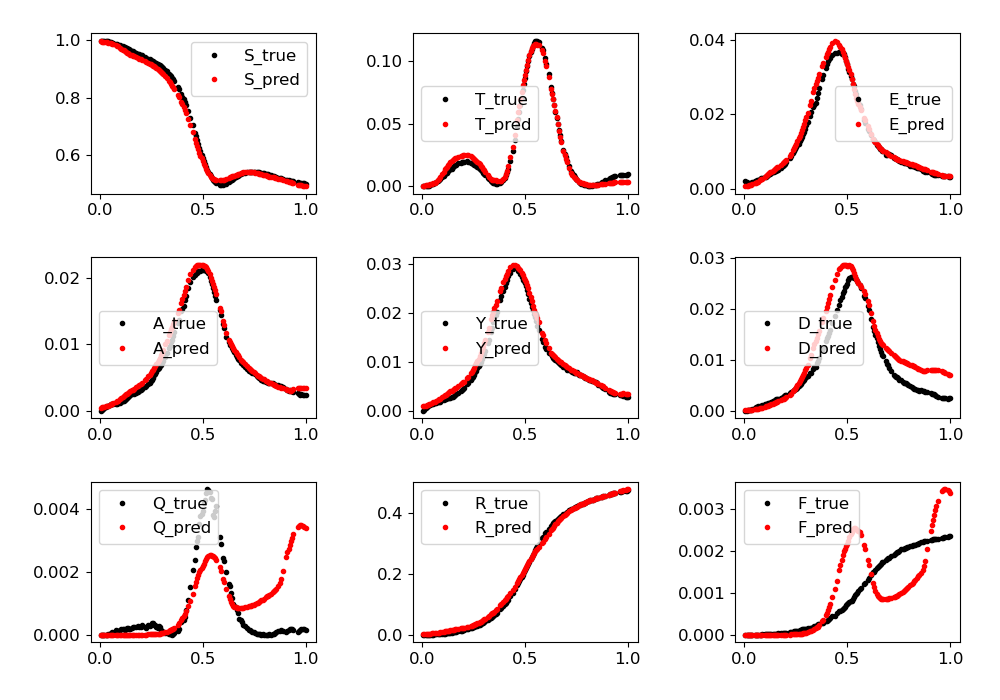 1.0
0.8
0.6
0.0 0.5 1.0
S_true
S_pred
0.10
0.05
0.00
0.0 0.5 1.0
T_true
T_pred
0.04
0.02
0.00
0.0 0.5 1.0
E_true
E_pred
0.02
0.01
0.00
0.0 0.5 1.0
A_true
A_pred
0.03
0.02
0.01
0.00
0.0 0.5 1.0
Y_true
Y_pred
0.03
0.02
0.01
0.00
0.0 0.5 1.0
D_true
D_pred
0.004
0.002
0.000
0.0 0.5 1.0
Q_true
Q_pred
0.4
0.2
0.0
0.0 0.5 1.0
R_true
R_pred
0.003
0.002
0.001
0.000
0.0 0.5 1.0
F_true
F_pred